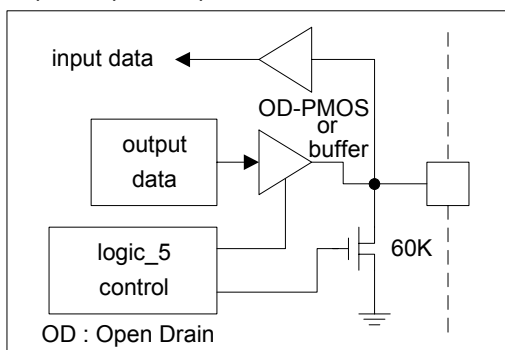 input data
OD-PMOS
or
buffer
output
data
logic_5
control
60K
OD : Open Drain